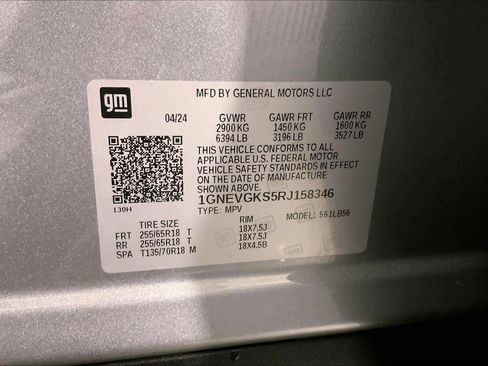 gm
MFD BY GENERAL MOTORS LLC
04/24 GVWR GAWR FRT GAWR RR
2900 KG 1450 KG 1600 KG
6394 LB 3196 LB 3527 LB
THIS VEHICLE CONFORMS TO ALL
APPLICABLE U.S. FEDERAL MOTOR
VEHICLE SAFETY STANDARDS IN EFFECT
ON THE DATE OF MANUFACTURE
SHOWN ABOVE.
1GNEVGKS5RJ158346
130H TYPE: MPV MODEL: 561LB56
TIRE SIZE RIM
FRT 255/65R18 T 18X7.5J
RR 255/65R18 T 18X7.5J
SPA T135/70R18 M 18X4.5B